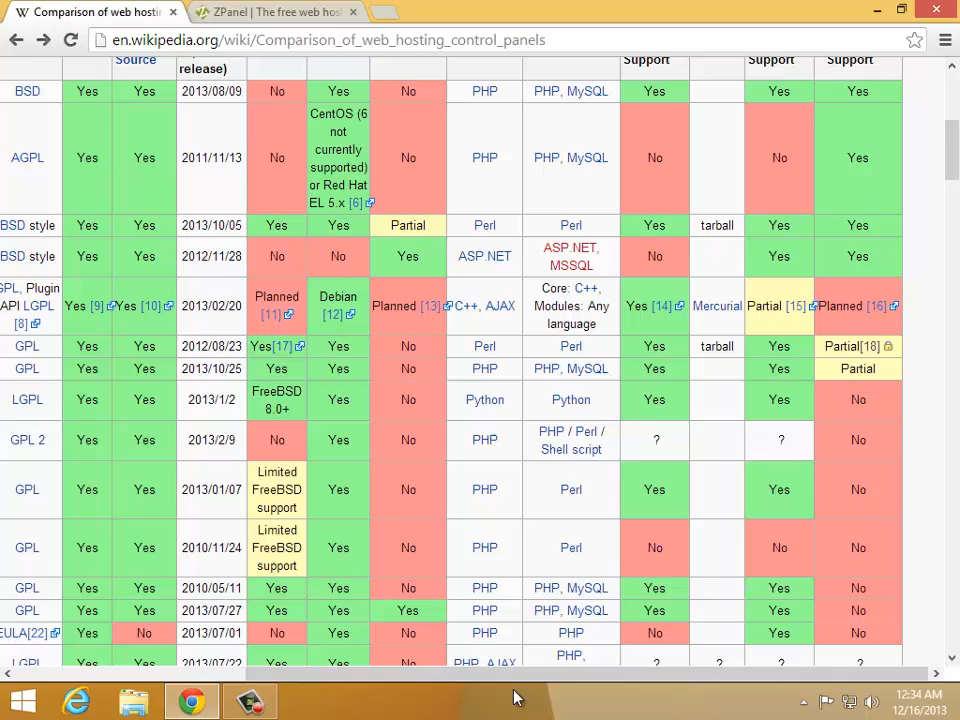 Comparison of web hostin
ZPanel | The free web hos
en.wikipedia.org/wiki/Comparison_of_web_hosting_control_panels
Source release) Support Support Support
BSD Yes Yes 2013/08/09 No Yes No PHP PHP, MySQL Yes Yes Yes
AGPL Yes Yes 2011/11/13 No CentOS (6 not currently supported) or Red Hat EL 5.x [6] No PHP PHP, MySQL No No Yes
BSD style Yes Yes 2013/10/05 Yes Yes Partial Perl Perl Yes tarball Yes Yes
BSD style Yes Yes 2012/11/28 No No Yes ASP.NET ASP.NET, MSSQL No Yes Yes
GPL, Plugin API LGPL [8] Yes [9] Yes [10] 2013/02/20 Planned [11] Debian [12] Planned [13] C++, AJAX Core: C++, Modules: Any language Yes [14] Mercurial Partial [15] Planned [16]
GPL Yes Yes 2012/08/23 Yes[17] Yes No Perl Perl Yes tarball Yes Partial[18]
GPL Yes Yes 2013/10/25 Yes Yes No PHP PHP, MySQL Yes Yes Partial
LGPL Yes Yes 2013/1/2 FreeBSD 8.0+ Yes No Python Python Yes Yes No
GPL 2 Yes Yes 2013/2/9 No Yes No PHP PHP / Perl / Shell script ? ? No
GPL Yes Yes 2013/01/07 Limited FreeBSD support Yes No PHP Perl Yes Yes No
GPL Yes Yes 2010/11/24 Limited FreeBSD support Yes No PHP Perl No No No
GPL Yes Yes 2010/05/11 Yes Yes No PHP PHP, MySQL Yes Yes No
GPL Yes Yes 2013/07/27 Yes Yes Yes PHP PHP, MySQL Yes Yes No
EULA[22] Yes No 2013/07/01 No Yes No PHP PHP No Yes No
LGPL Yes Yes 2013/07/22 Yes Yes No PHP, AJAX PHP, ? ? ? ?
12:34 AM
12/16/2013